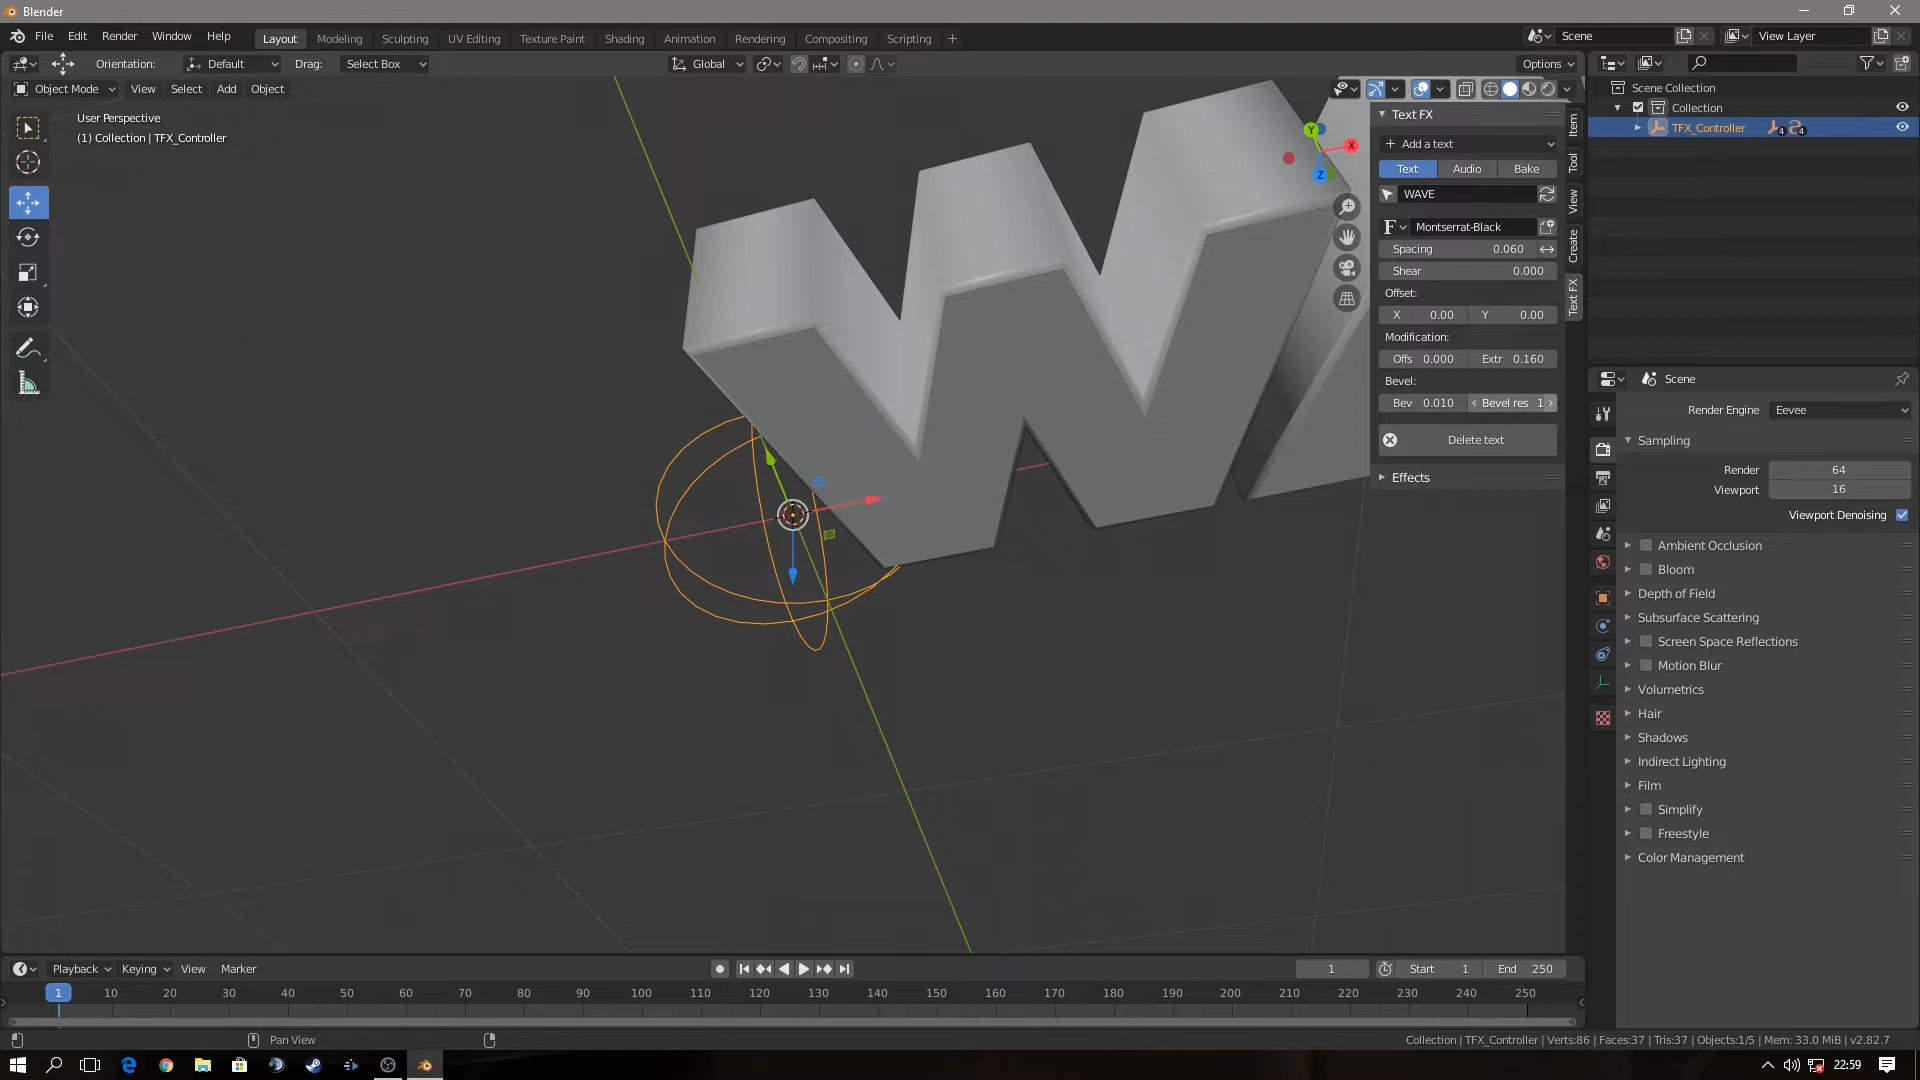 Blender
File Edit Render Window Help
Layout Modeling Sculpting UV Editing Texture Paint Shading Animation Rendering Compositing Scripting +
Scene View Layer
Orientation: Default Drag: Select Box Global Options
Object Mode View Select Add Object
User Perspective
(1) Collection | TFX_Controller
Y
X
Z
Text FX
Add a text
Text Audio Bake
WAVE
F Montserrat-Black
Spacing 0.060
Shear 0.000
Offset:
X 0.00 Y 0.00
Modification:
Offs 0.000 Extr 0.160
Bevel:
Bev 0.010 Bevel res 1
Delete text
Effects
Item
Tool
View
Create
Text FX
Scene Collection
Collection
TFX_Controller 4 4
Scene
Render Engine Eevee
Sampling
Render 64
Viewport 16
Viewport Denoising
Ambient Occlusion
Bloom
Depth of Field
Subsurface Scattering
Screen Space Reflections
Motion Blur
Volumetrics
Hair
Shadows
Indirect Lighting
Film
Simplify
Freestyle
Color Management
Playback Keying View Marker 1 Start 1 End 250
1 10 20 30 40 50 60 70 80 90 100 110 120 130 140 150 160 170 180 190 200 210 220 230 240 250
Pan View
Collection | TFX_Controller | Verts:86 | Faces:37 | Tris:37 | Objects:1/5 | Mem: 33.0 MiB | v2.82.7
22:59